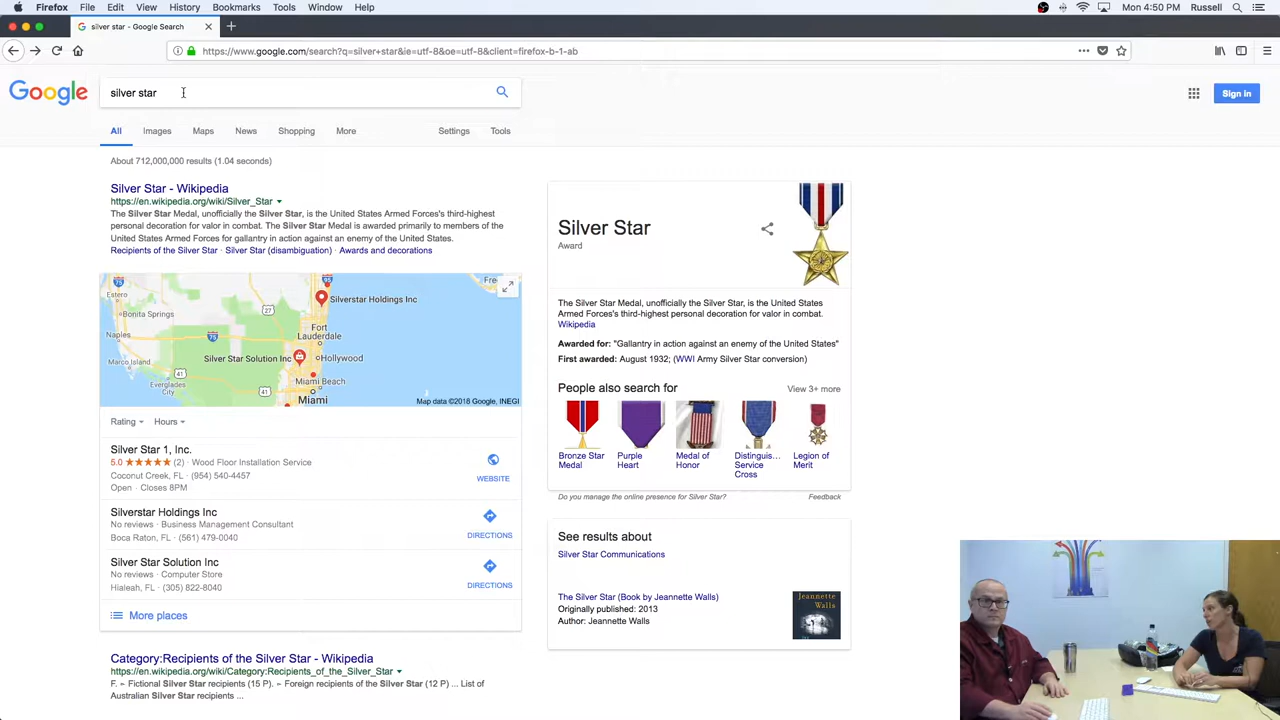 Firefox File Edit View History Bookmarks Tools Window Help Mon 4:50 PM Russell
silver star - Google Search
https://www.google.com/search?q=silver+star&ie=utf-8&oe=utf-8&client=firefox-b-1-ab
Google silver star Sign in
All Images Maps News Shopping More Settings Tools
About 712,000,000 results (1.04 seconds)
Silver Star - Wikipedia
https://en.wikipedia.org/wiki/Silver_Star
The Silver Star Medal, unofficially the Silver Star, is the United States Armed Forces's third-highest
personal decoration for valor in combat. The Silver Star Medal is awarded primarily to members of the
United States Armed Forces for gallantry in action against an enemy of the United States.
Recipients of the Silver Star · Silver Star (disambiguation) · Awards and decorations
75
Estero
Bonita Springs
Naples
Marco Island
Everglades
City
27
75
41
41
95
Fre
Silverstar Holdings Inc
Fort
Lauderdale
Silver Star Solution Inc
Hollywood
Miami Beach
Miami
Map data ©2018 Google, INEGI
Rating Hours
Silver Star 1, Inc.
5.0 ★★★★★ (2) · Wood Floor Installation Service
Coconut Creek, FL · (954) 540-4457
Open · Closes 8PM
WEBSITE
Silverstar Holdings Inc
No reviews · Business Management Consultant
Boca Raton, FL · (561) 479-0040
DIRECTIONS
Silver Star Solution Inc
No reviews · Computer Store
Hialeah, FL · (305) 822-8040
DIRECTIONS
More places
Category:Recipients of the Silver Star - Wikipedia
https://en.wikipedia.org/wiki/Category:Recipients_of_the_Silver_Star
F. ► Fictional Silver Star recipients (15 P). ► Foreign recipients of the Silver Star (12 P) ... List of
Australian Silver Star recipients ...
Silver Star
Award
The Silver Star Medal, unofficially the Silver Star, is the United States
Armed Forces's third-highest personal decoration for valor in combat.
Wikipedia
Awarded for: "Gallantry in action against an enemy of the United States"
First awarded: August 1932; (WWI Army Silver Star conversion)
People also search for View 3+ more
Bronze Star
Medal
Purple
Heart
Medal of
Honor
Distinguis...
Service
Cross
Legion of
Merit
Do you manage the online presence for Silver Star? Feedback
See results about
Silver Star Communications
The Silver Star (Book by Jeannette Walls)
Originally published: 2013
Author: Jeannette Walls
Jeannette
Walls